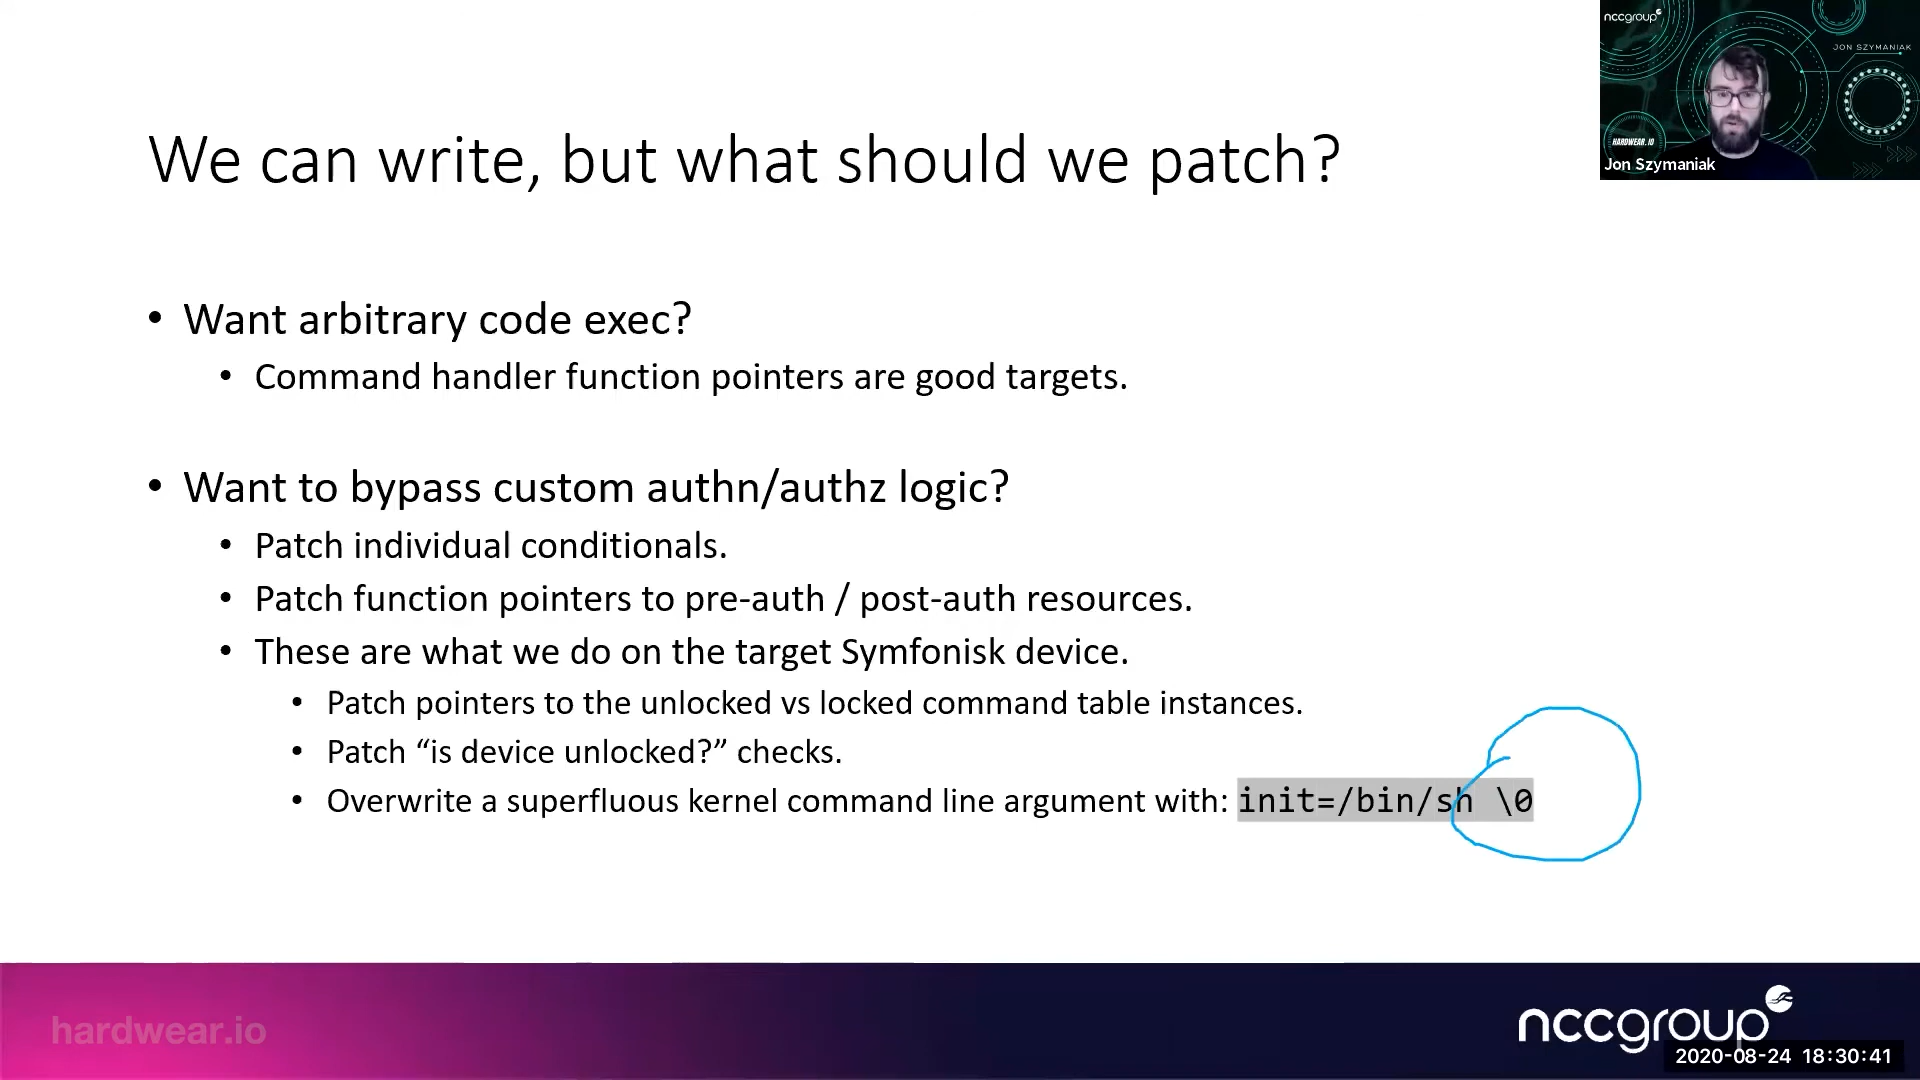 nccgroup
JON SZYMANIAK
HARDWEAR.IO
Jon Szymaniak
We can write, but what should we patch?
• Want arbitrary code exec?
• Command handler function pointers are good targets.
• Want to bypass custom authn/authz logic?
• Patch individual conditionals.
• Patch function pointers to pre-auth / post-auth resources.
• These are what we do on the target Symfonisk device.
• Patch pointers to the unlocked vs locked command table instances.
• Patch “is device unlocked?” checks.
• Overwrite a superfluous kernel command line argument with: init=/bin/sh \0
hardwear.io
nccgroup
2020-08-24 18:30:41